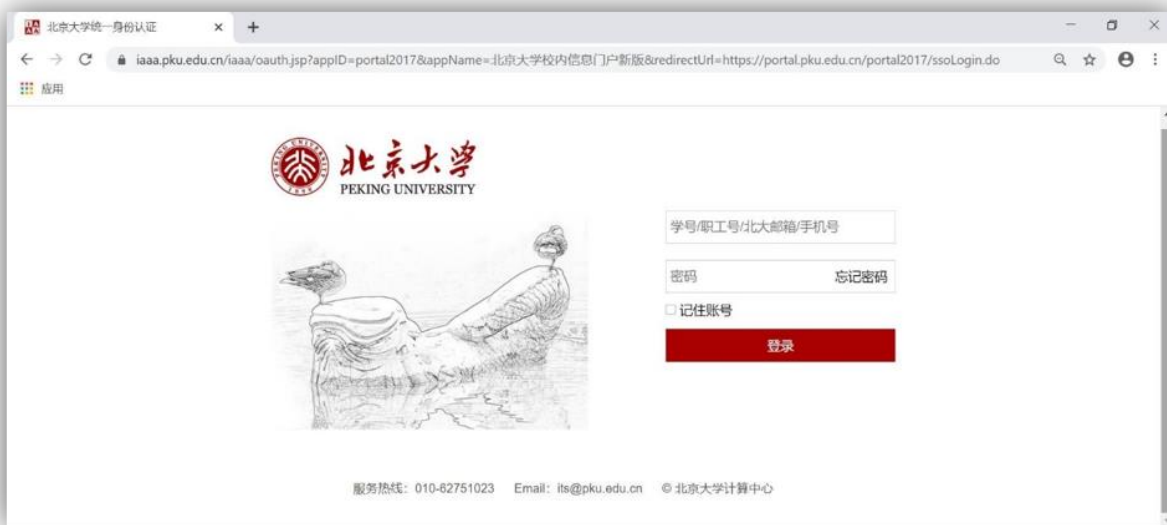 北京大学统一身份认证
iaaa.pku.edu.cn/iaaa/oauth.jsp?appID=portal2017&appName=北京大学校内信息门户新版&redirectUrl=https://portal.pku.edu.cn/portal2017/ssoLogin.do
应用
PEKING UNIVERSITY
1898
北京大学
PEKING UNIVERSITY
学号/职工号/北大邮箱/手机号
密码 忘记密码
记住账号
登录
服务热线：010-62751023 Email：its@pku.edu.cn © 北京大学计算中心